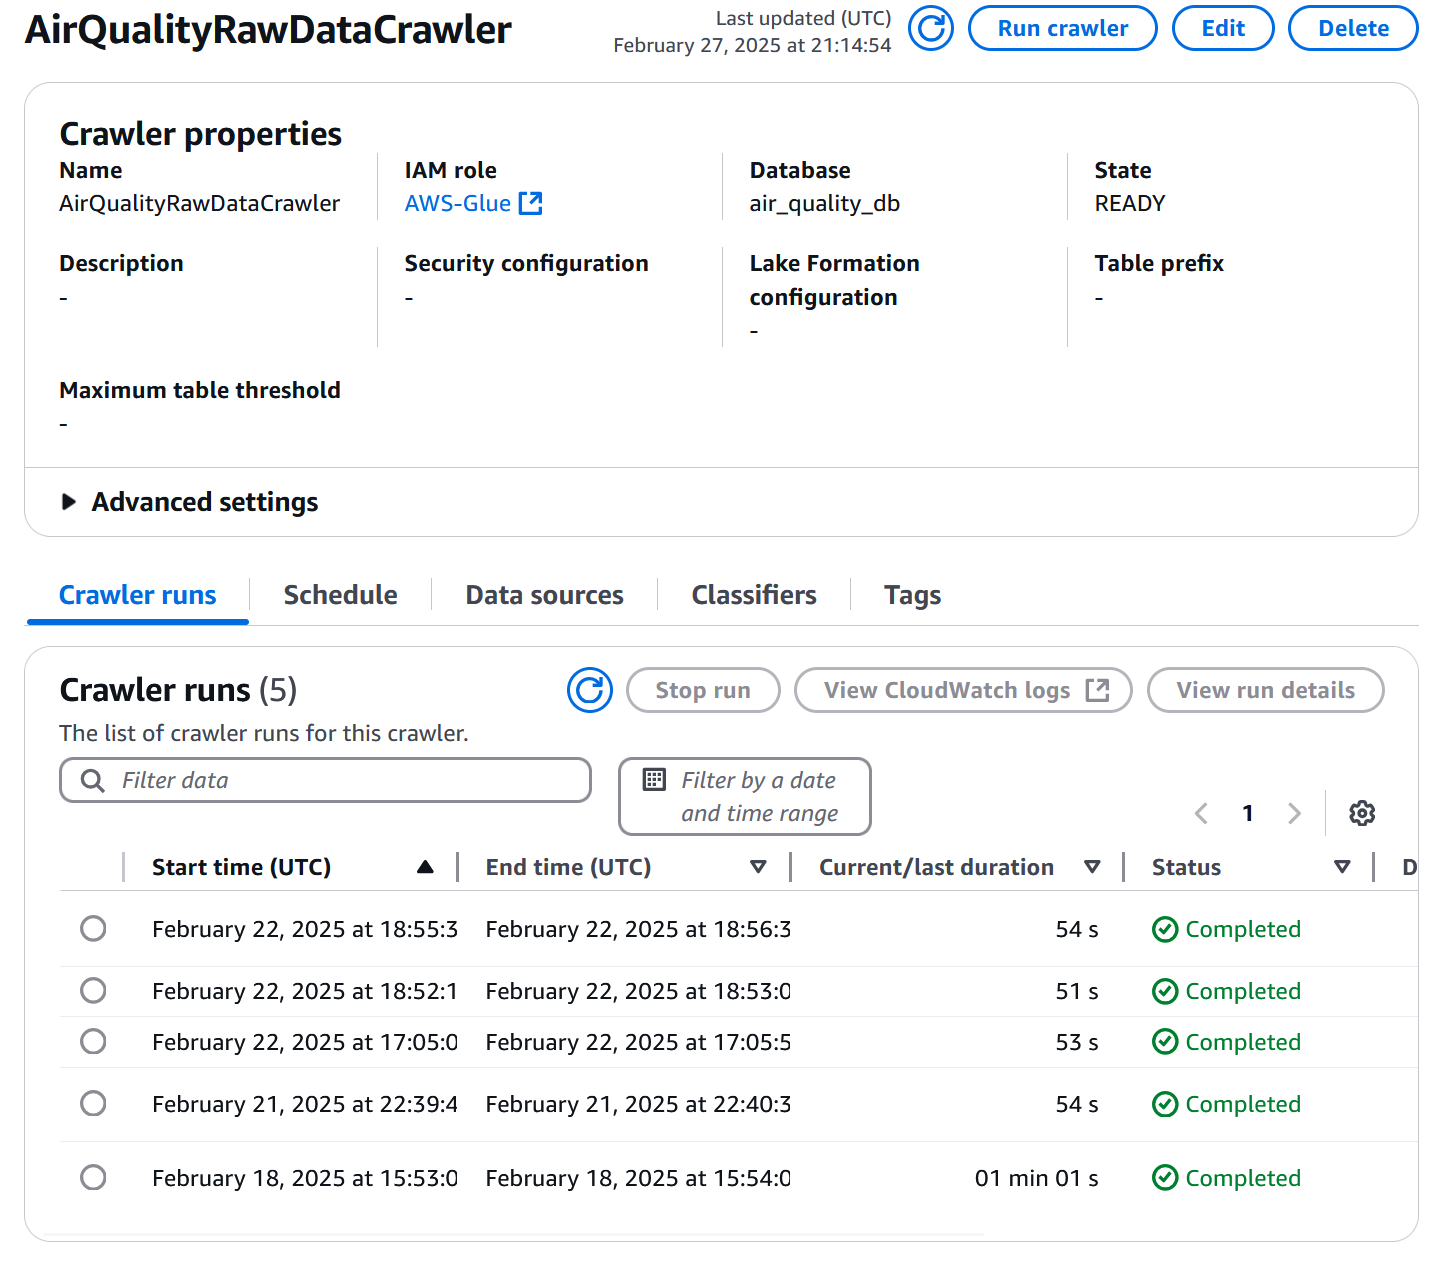 AirQualityRawDataCrawler
Last updated (UTC)
February 27, 2025 at 21:14:54
Run crawler
Edit
Delete
Crawler properties
Name
AirQualityRawDataCrawler
IAM role
AWS-Glue
Database
air_quality_db
State
READY
Description
-
Security configuration
-
Lake Formation
configuration
-
Table prefix
-
Maximum table threshold
-
Advanced settings
Crawler runs
Schedule
Data sources
Classifiers
Tags
Crawler runs (5)
Stop run
View CloudWatch logs
View run details
The list of crawler runs for this crawler.
Filter data
Filter by a date
and time range
1
Start time (UTC) End time (UTC) Current/last duration Status D
February 22, 2025 at 18:55:3 February 22, 2025 at 18:56:3 54 s Completed
February 22, 2025 at 18:52:1 February 22, 2025 at 18:53:0 51 s Completed
February 22, 2025 at 17:05:0 February 22, 2025 at 17:05:5 53 s Completed
February 21, 2025 at 22:39:4 February 21, 2025 at 22:40:3 54 s Completed
February 18, 2025 at 15:53:0 February 18, 2025 at 15:54:0 01 min 01 s Completed